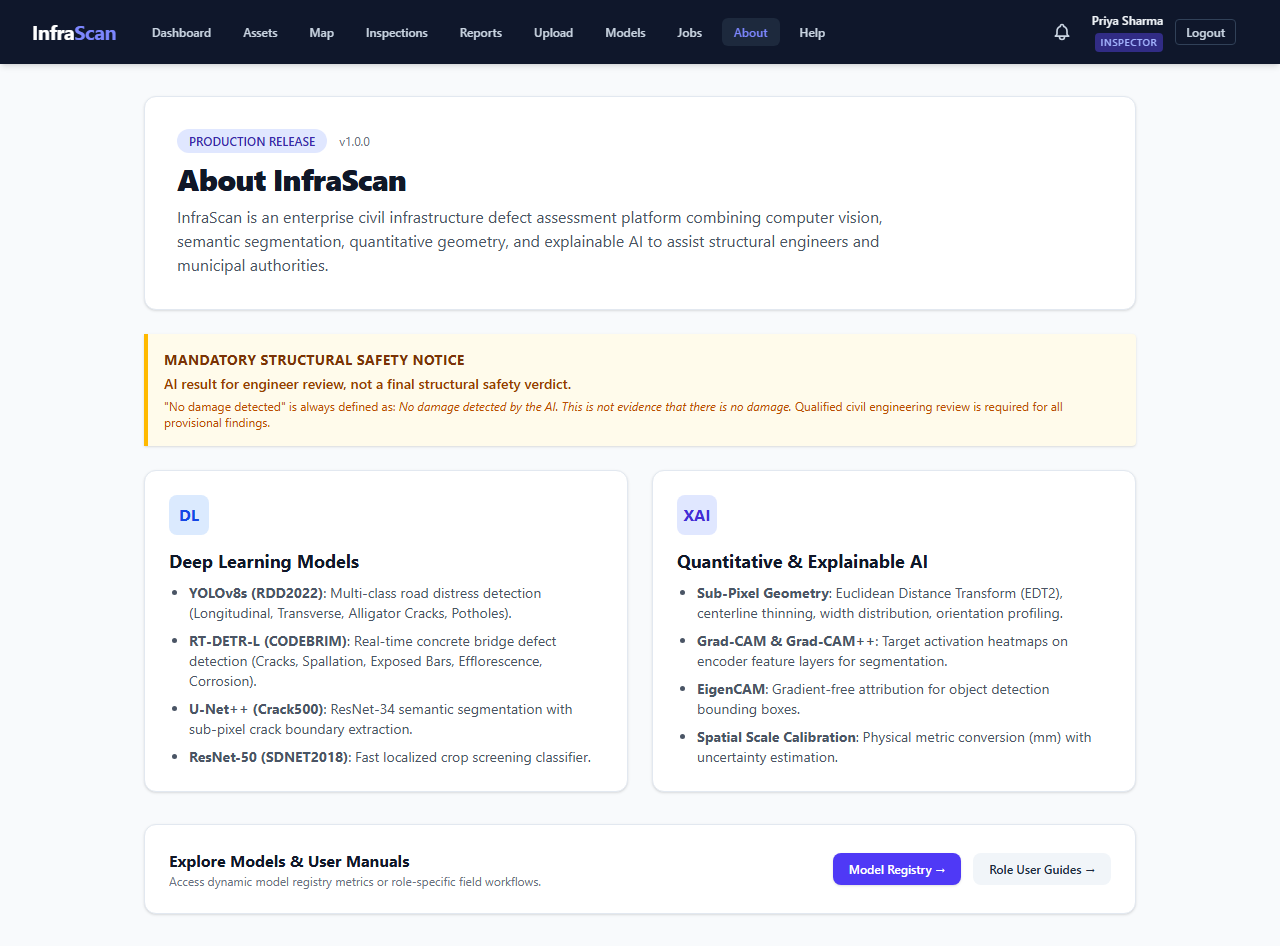 InfraScan
Dashboard
Assets
Map
Inspections
Reports
Upload
Models
Jobs
About
Help
Priya Sharma
INSPECTOR
Logout
PRODUCTION RELEASE
v1.0.0
About InfraScan
InfraScan is an enterprise civil infrastructure defect assessment platform combining computer vision,
semantic segmentation, quantitative geometry, and explainable AI to assist structural engineers and
municipal authorities.
MANDATORY STRUCTURAL SAFETY NOTICE
AI result for engineer review, not a final structural safety verdict.
"No damage detected" is always defined as: No damage detected by the AI. This is not evidence that there is no damage. Qualified civil engineering review is required for all
provisional findings.
DL
Deep Learning Models
• YOLOv8s (RDD2022): Multi-class road distress detection
(Longitudinal, Transverse, Alligator Cracks, Potholes).
• RT-DETR-L (CODEBRIM): Real-time concrete bridge defect
detection (Cracks, Spallation, Exposed Bars, Efflorescence,
Corrosion).
• U-Net++ (Crack500): ResNet-34 semantic segmentation with
sub-pixel crack boundary extraction.
• ResNet-50 (SDNET2018): Fast localized crop screening classifier.
XAI
Quantitative & Explainable AI
• Sub-Pixel Geometry: Euclidean Distance Transform (EDT2),
centerline thinning, width distribution, orientation profiling.
• Grad-CAM & Grad-CAM++: Target activation heatmaps on
encoder feature layers for segmentation.
• EigenCAM: Gradient-free attribution for object detection
bounding boxes.
• Spatial Scale Calibration: Physical metric conversion (mm) with
uncertainty estimation.
Explore Models & User Manuals
Access dynamic model registry metrics or role-specific field workflows.
Model Registry →
Role User Guides →